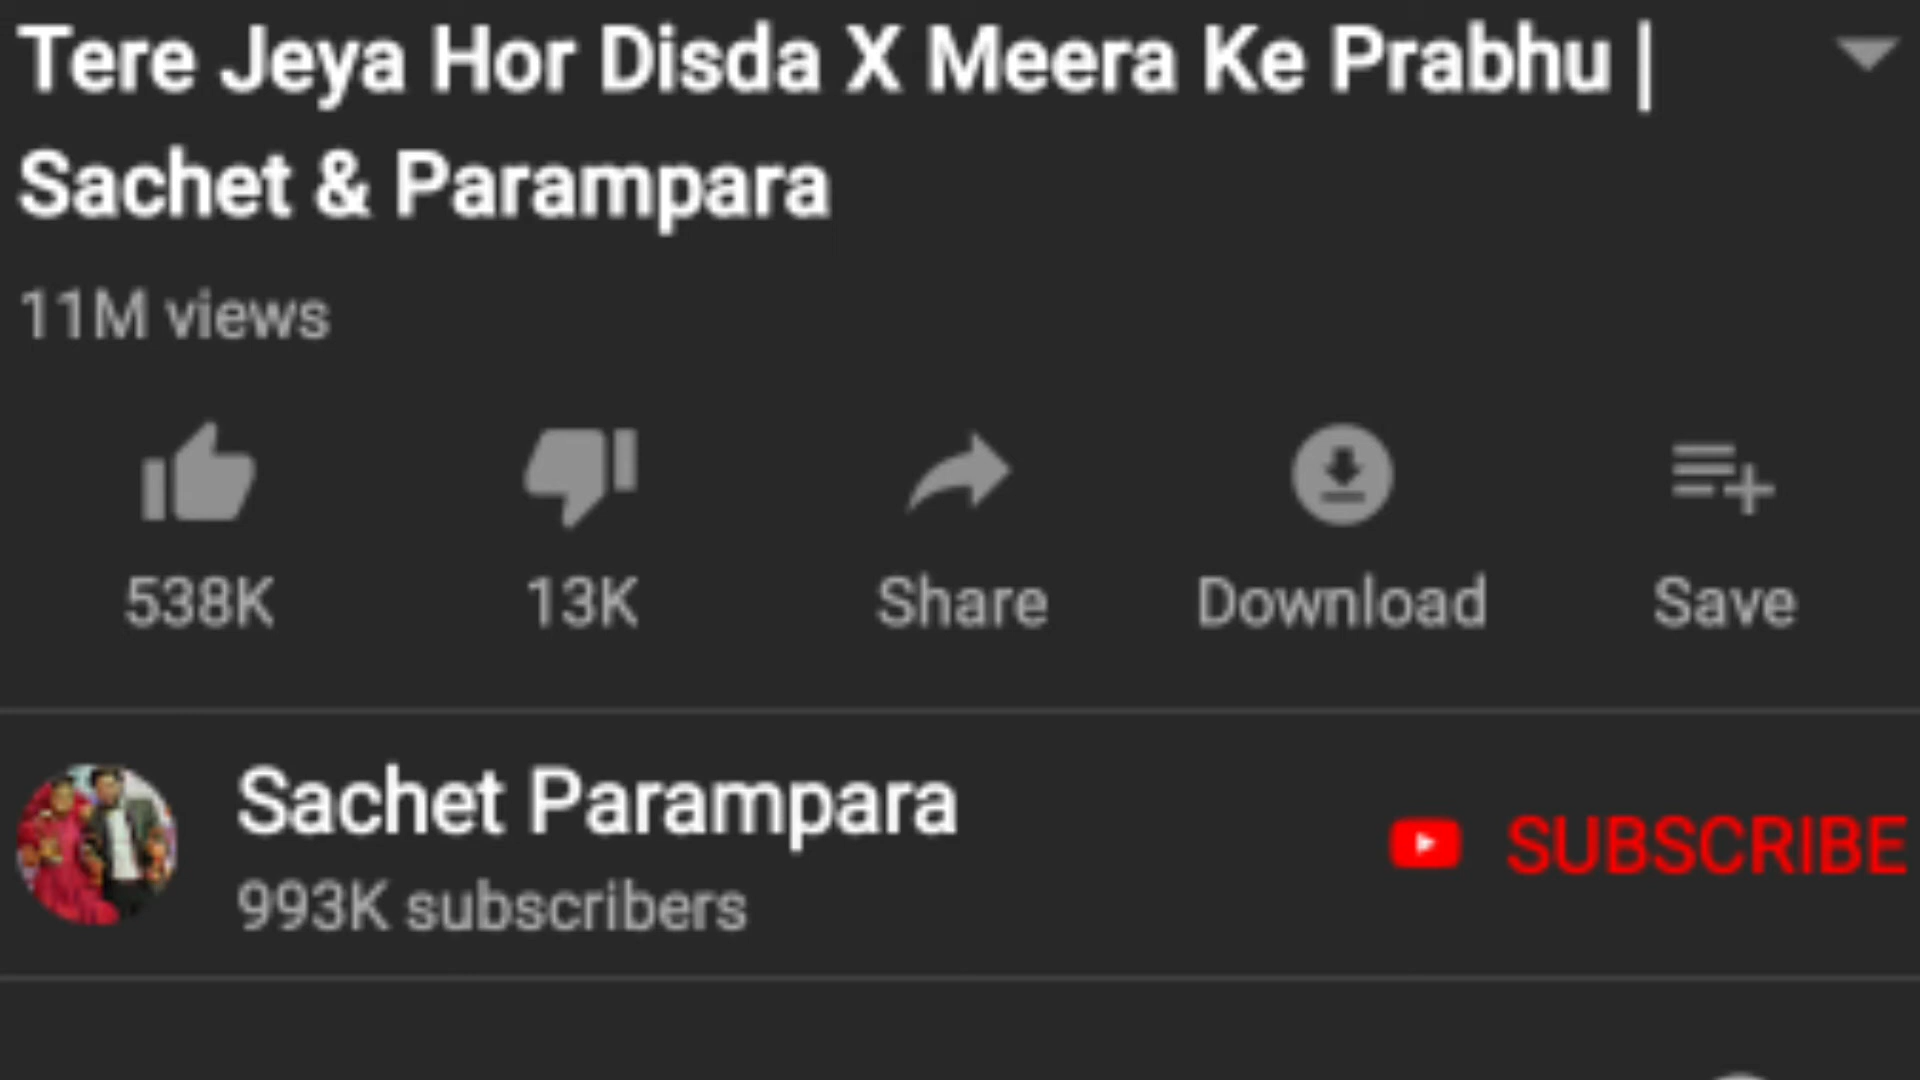 Tere Jeya Hor Disda X Meera Ke Prabhu |
Sachet & Parampara
11M views
538K 13K Share Download Save
Sachet Parampara
SUBSCRIBE
993K subscribers